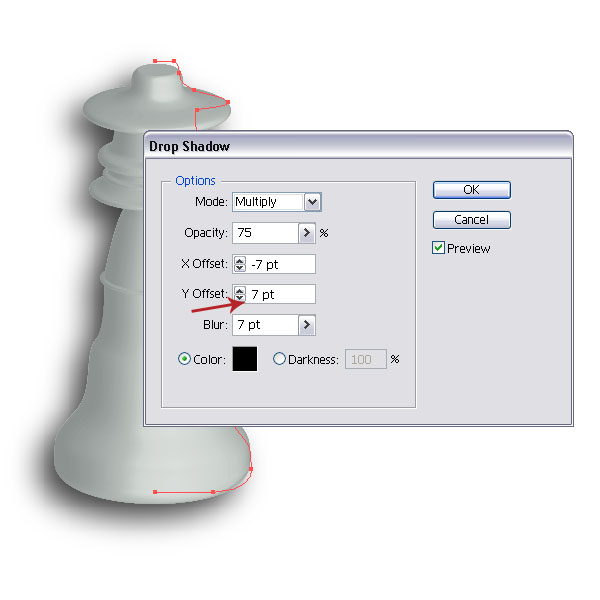 Drop Shadow
Options
Mode: Multiply
Opacity: 75 %
X Offset: -7 pt
Y Offset: 7 pt
Blur: 7 pt
Color: Darkness: 100 %
OK
Cancel
Preview